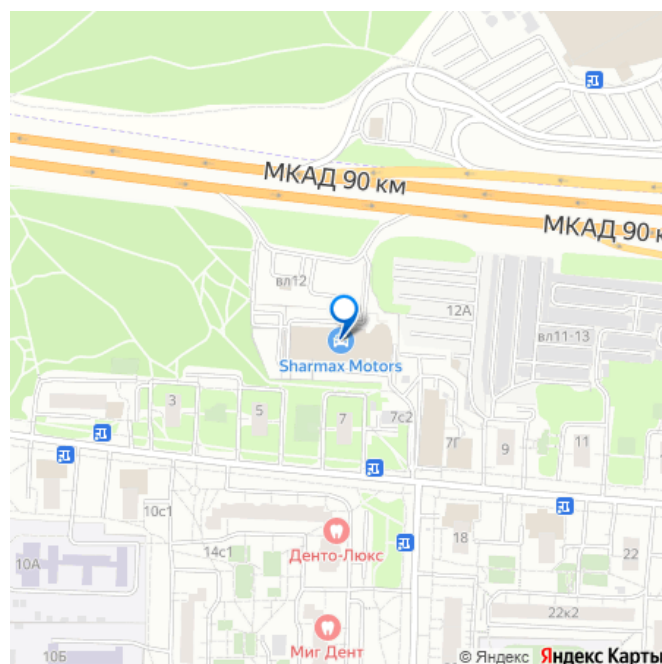 МКАД 90 км
МКАД 90 к
вл12
12А
вл11-13
Sharmax Motors
3
5
7
7с2
7Г
9
11
10с1
14с1
Денто-Люкс
18
22
10А
22к2
Миг Дент
10Б
© Яндекс Яндекс Карты